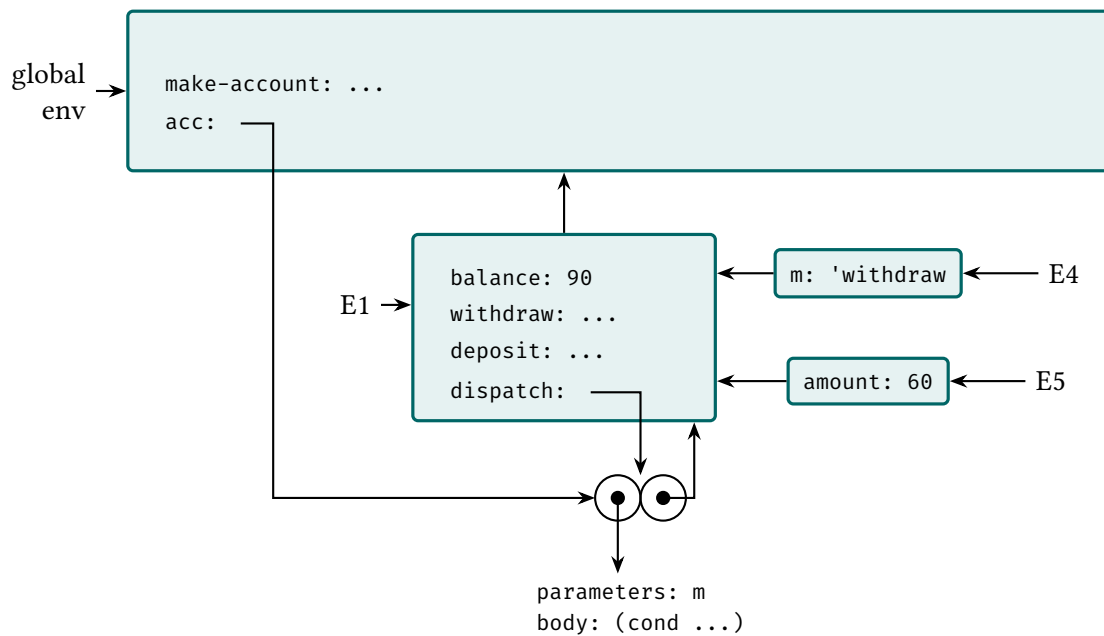 global
env
make-account: ...
acc:
E1
balance: 90
withdraw: ...
deposit: ...
dispatch:
m: 'withdraw
E4
amount: 60
E5
parameters: m
body: (cond ...)